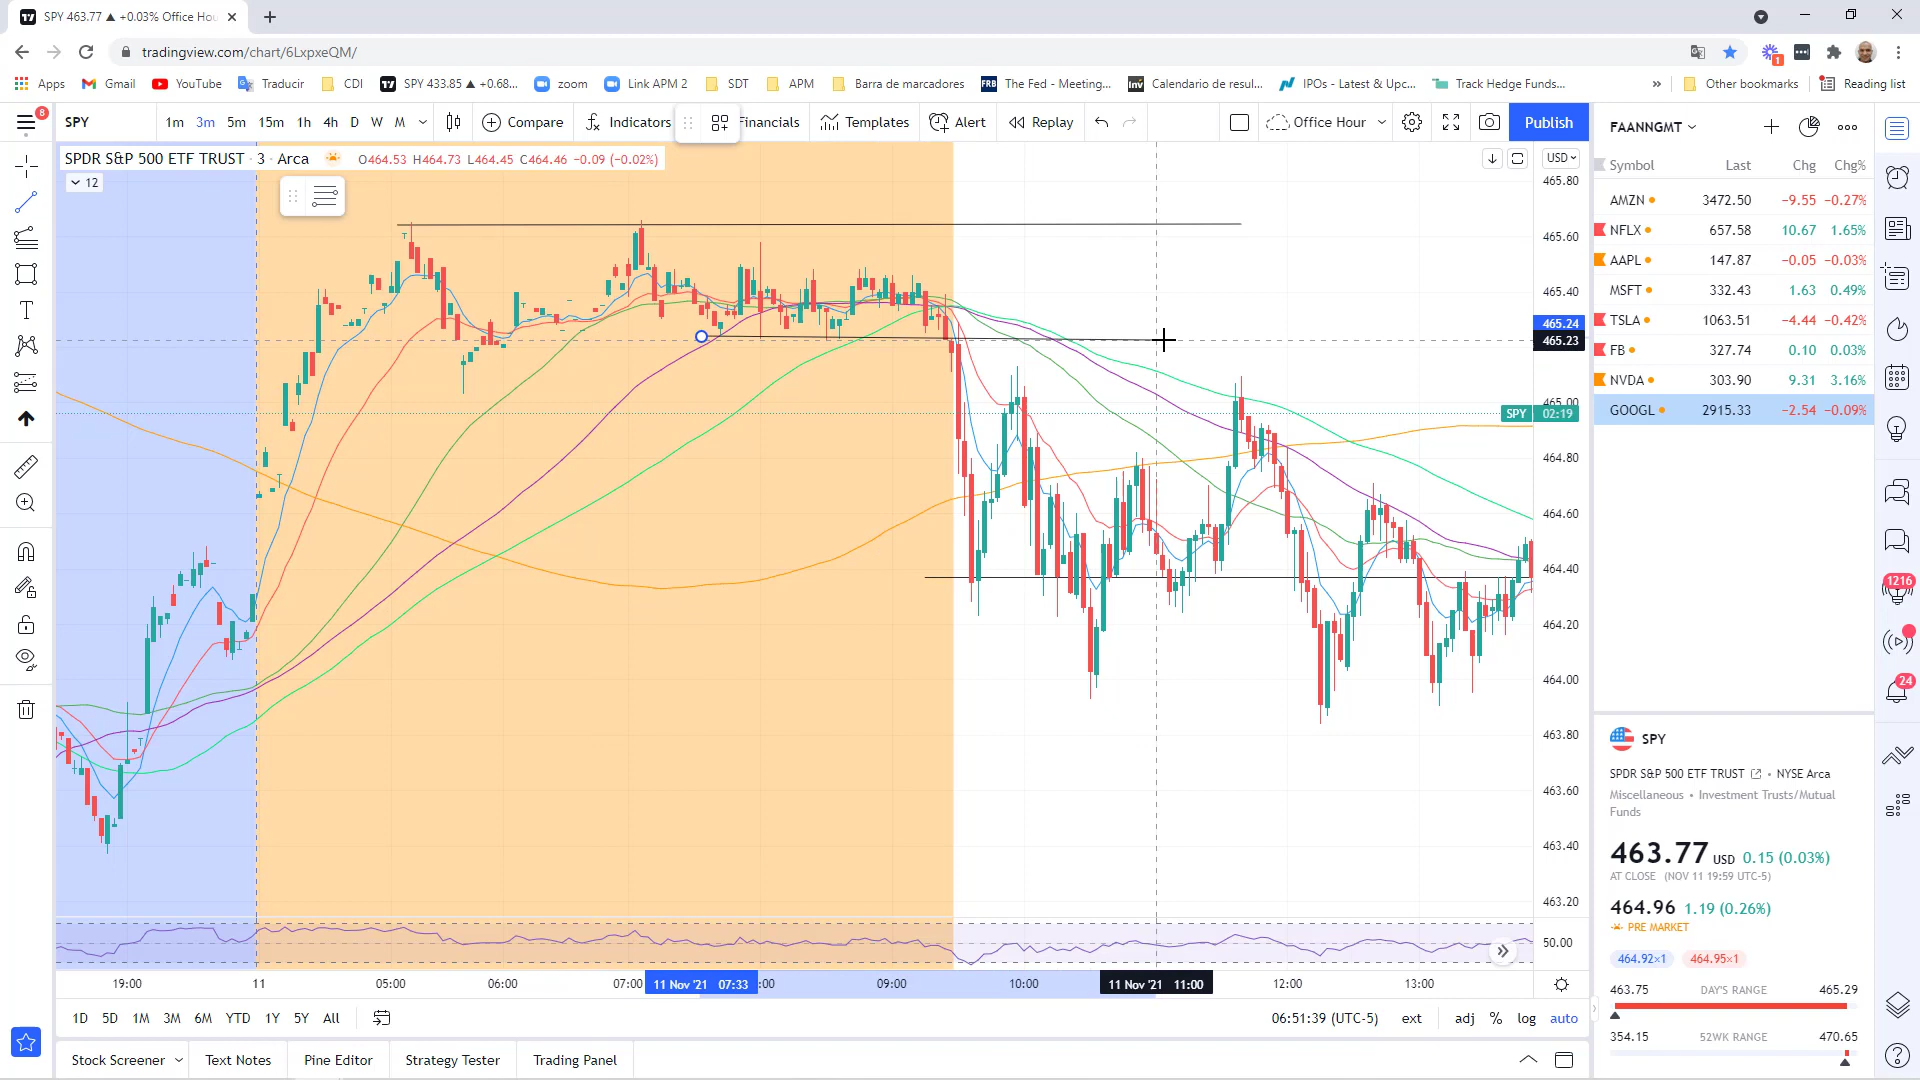 SPY 463.77 ▲ +0.03% Office Hou
tradingview.com/chart/6LxpxeQM/
1
Apps Gmail YouTube Traducir CDI SPY 433.85 ▲ +0.68... zoom Link APM 2 SDT APM Barra de marcadores FRB The Fed - Meeting... inv Calendario de resul... IPOs - Latest & Upc... Track Hedge Funds... » Other bookmarks Reading list
8
SPY 1m 3m 5m 15m 1h 4h D W M Compare Indicators Financials Templates Alert Replay Office Hour Publish
FAANNGMT
SPDR S&P 500 ETF TRUST · 3 · Arca O464.53 H464.73 L464.45 C464.46 −0.09 (−0.02%)
USD
12
Symbol Last Chg Chg%
AMZN 3472.50 −9.55 −0.27%
NFLX 657.58 10.67 1.65%
AAPL 147.87 −0.05 −0.03%
MSFT 332.43 1.63 0.49%
TSLA 1063.51 −4.44 −0.42%
FB 327.74 0.10 0.03%
NVDA 303.90 9.31 3.16%
GOOGL 2915.33 −2.54 −0.09%
465.80
465.60
465.40
465.24
465.23
465.00
SPY 02:19
464.80
464.60
464.40
464.20
464.00
463.80
463.60
463.40
463.20
50.00
1216
24
SPY
SPDR S&P 500 ETF TRUST • NYSE Arca
Miscellaneous • Investment Trusts/Mutual
Funds
463.77 USD 0.15 (0.03%)
AT CLOSE (NOV 11 19:59 UTC-5)
464.96 1.19 (0.26%)
PRE MARKET
464.92×1 464.95×1
463.75 DAY'S RANGE 465.29
354.15 52WK RANGE 470.65
19:00 11 05:00 06:00 07:00 11 Nov '21 07:33 :00 09:00 10:00 11 Nov '21 11:00 12:00 13:00
1D 5D 1M 3M 6M YTD 1Y 5Y All 06:51:39 (UTC-5) ext adj % log auto
Stock Screener Text Notes Pine Editor Strategy Tester Trading Panel